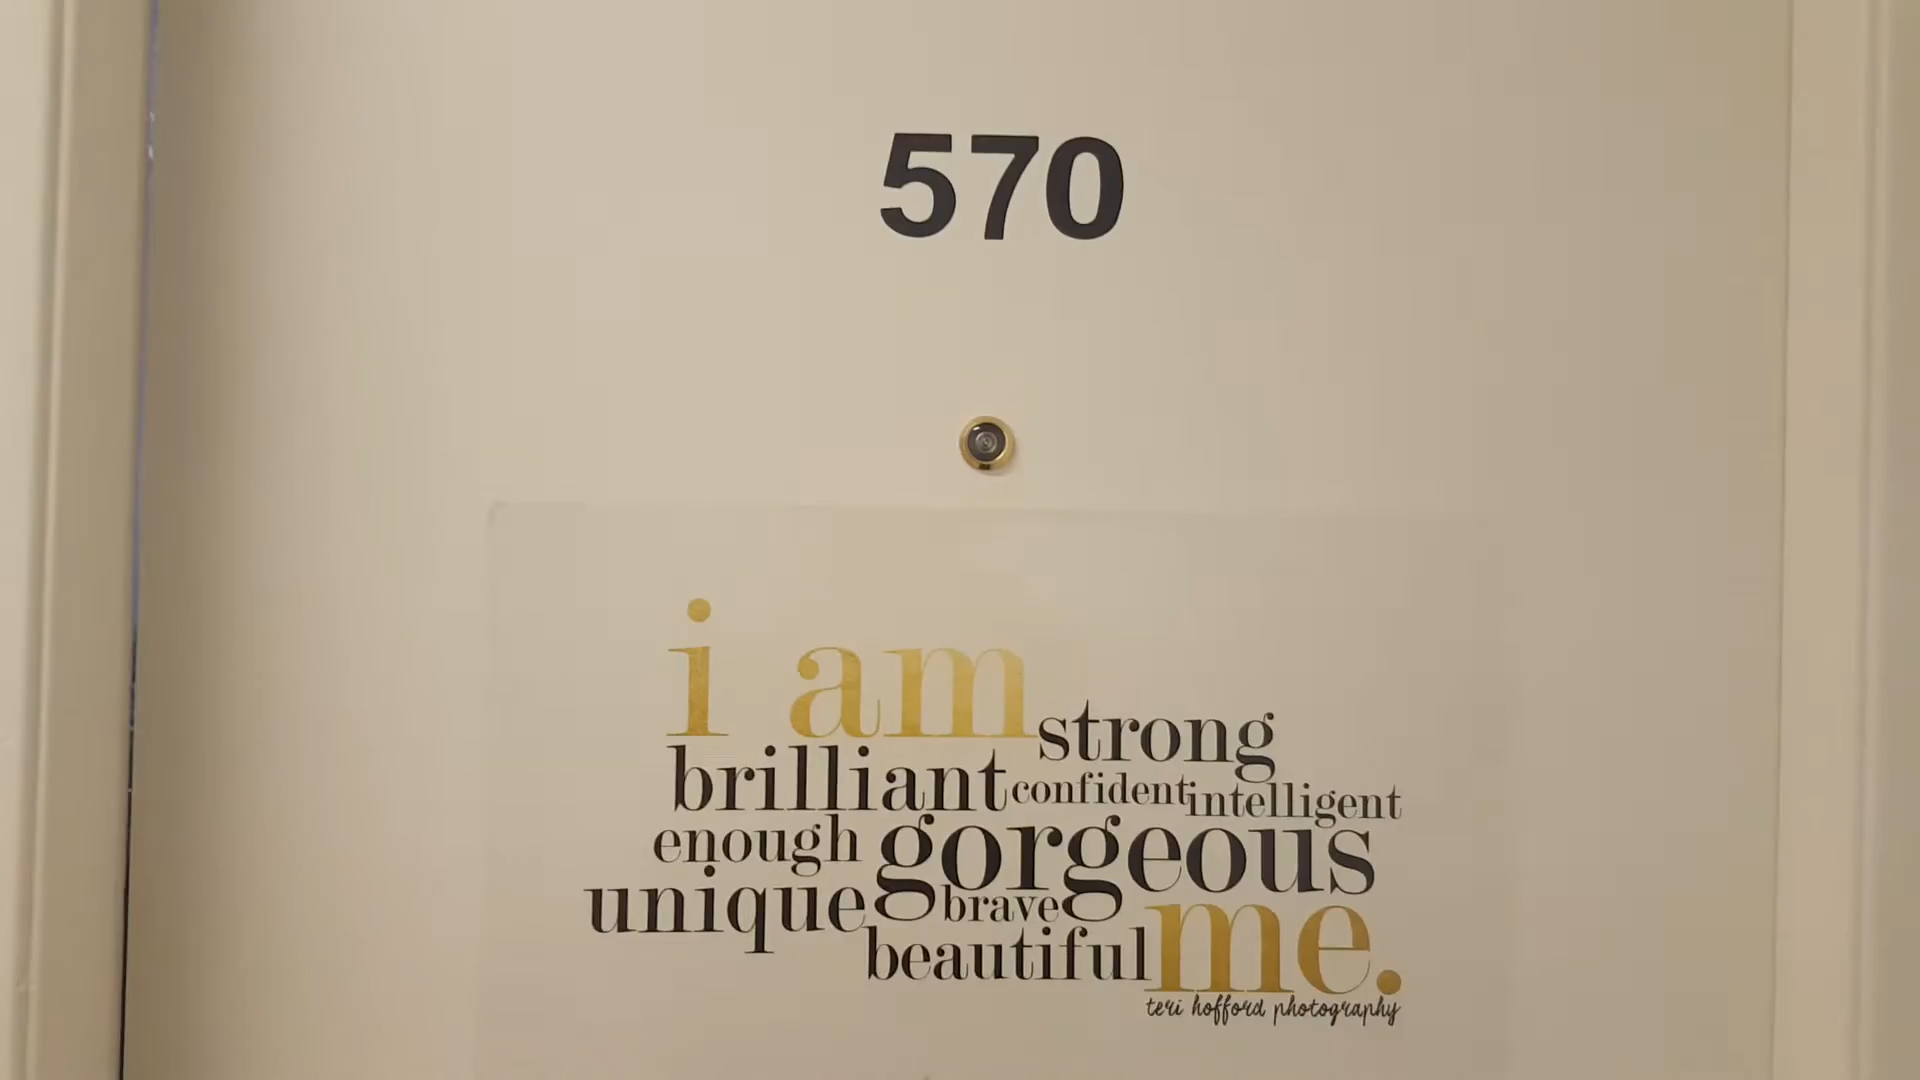 570
i am strong
brilliant confident intelligent
enough gorgeous
unique brave
beautiful me.
teri hofford photography